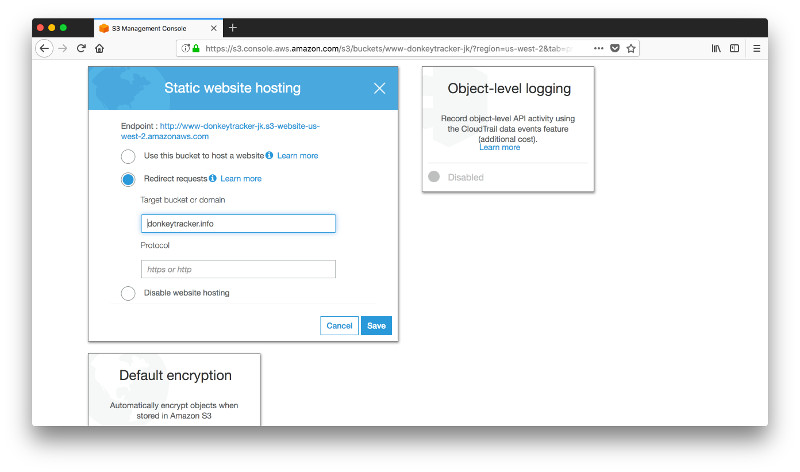 S3 Management Console
https://s3.console.aws.amazon.com/s3/buckets/www-donkeytracker-jk/?region=us-west-2&tab=p
Static website hosting
Endpoint : http://www-donkeytracker-jk.s3-website-us-
west-2.amazonaws.com
Use this bucket to host a website Learn more
Redirect requests Learn more
Target bucket or domain
donkeytracker.info
Protocol
https or http
Disable website hosting
Cancel Save
Object-level logging
Record object-level API activity using
the CloudTrail data events feature
(additional cost).
Learn more
Disabled
Default encryption
Automatically encrypt objects when
stored in Amazon S3